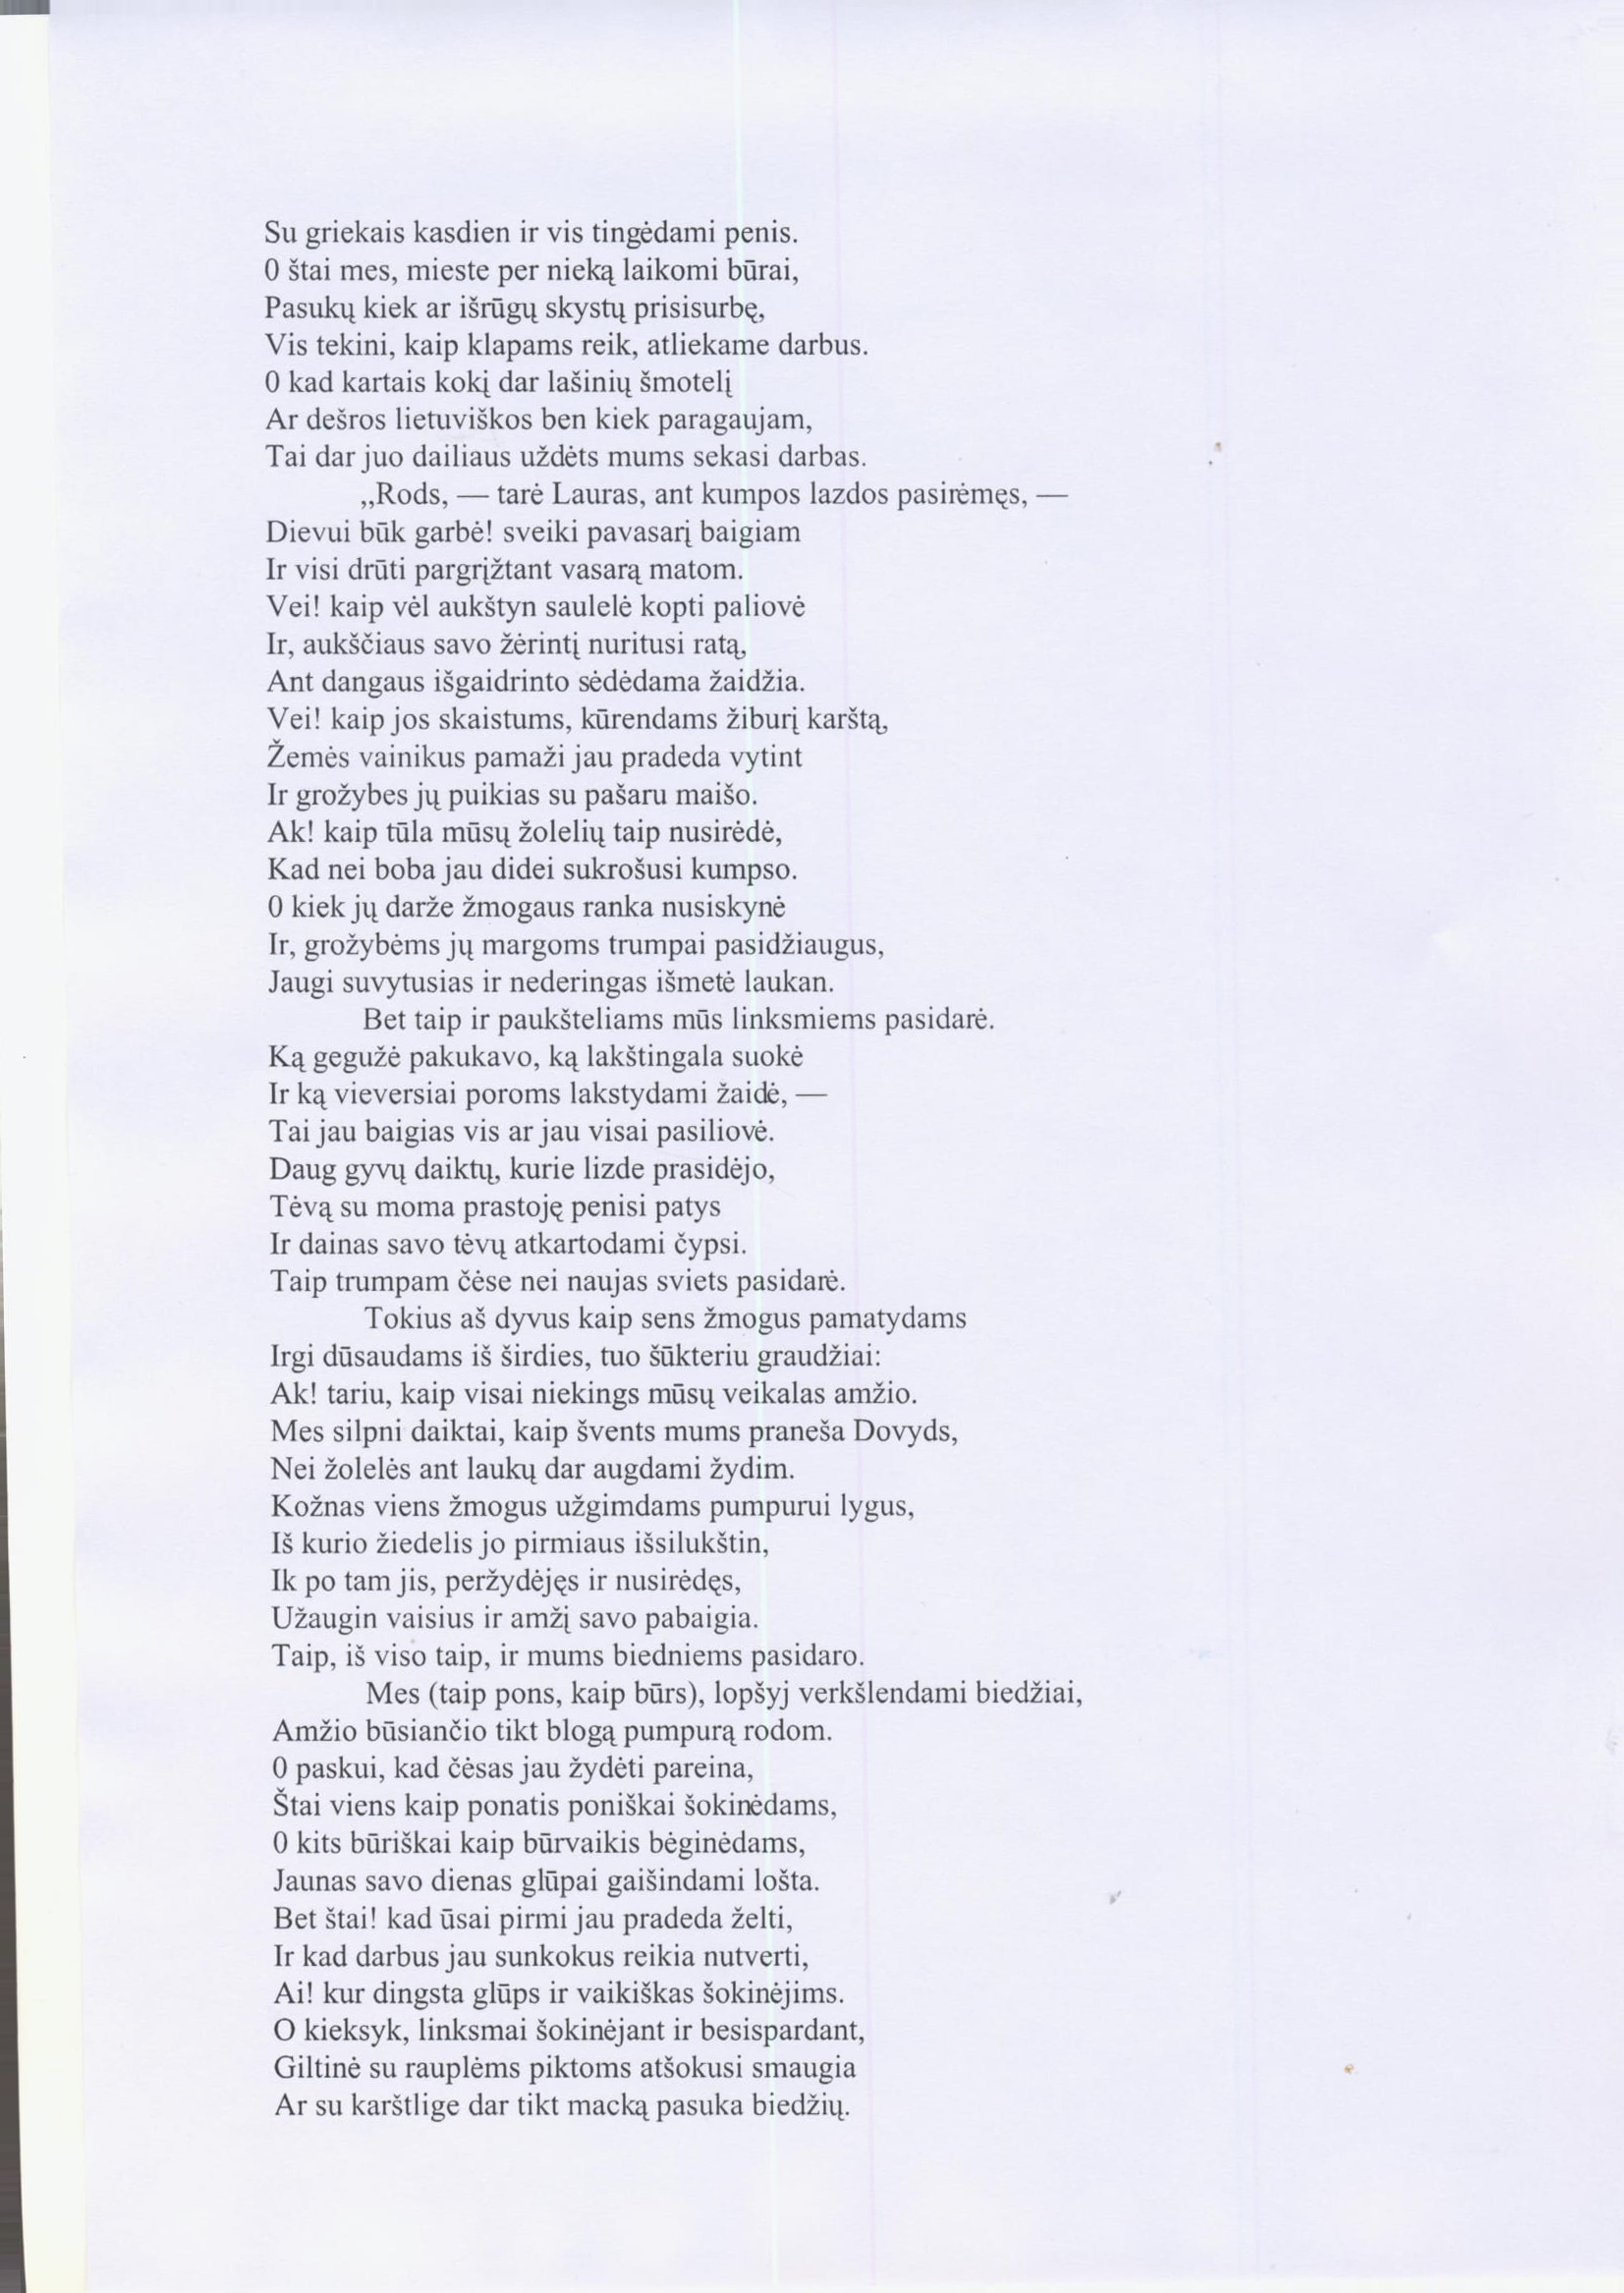 Su griekais kasdien ir vis tingėdami penis.
0 štai mes, mieste per nieką laikomi būrai,
Pasukų kiek ar išrūgų skystų prisisurbę,
Vis tekini, kaip klapams reik, atliekame darbus.
0 kad kartais kokį dar lašinių šmotelį
Ar dešros lietuviškos ben kiek paragaujam,
Tai dar juo dailiaus uždėts mums sekasi darbas.
„Rods, — tarė Lauras, ant kumpos lazdos pasirėmęs, —
Dievui būk garbė! sveiki pavasarį baigiam
Ir visi drūti pargrįžtant vasarą matom.
Vei! kaip vėl aukštyn saulelė kopti paliovė
Ir, aukščiaus savo žėrintį nuritusi ratą,
Ant dangaus išgaidrinto sėdėdama žaidžia.
Vei! kaip jos skaistums, kūrendams žiburį karštą,
Žemės vainikus pamaži jau pradeda vytint
Ir grožybes jų puikias su pašaru maišo.
Ak! kaip tūla mūsų žolelių taip nusirėdė,
Kad nei boba jau didei sukrošusi kumpso.
0 kiek jų darže žmogaus ranka nusiskynė
Ir, grožybėms jų margoms trumpai pasidžiaugus,
Jaugi suvytusias ir nederingas išmetė laukan.
Bet taip ir paukšteliams mūs linksmiems pasidarė.
Ką gegužė pakukavo, ką lakštingala suokė
Ir ką vieversiai poroms lakstydami žaidė, —
Tai jau baigias vis ar jau visai pasiliovė.
Daug gyvų daiktų, kurie lizde prasidėjo,
Tėvą su moma prastoję penisi patys
Ir dainas savo tėvų atkartodami čypsi.
Taip trumpam čėse nei naujas sviets pasidarė.
Tokius aš dyvus kaip sens žmogus pamatydams
Irgi dūsaudams iš širdies, tuo šūkteriu graudžiai:
Ak! tariu, kaip visai niekings mūsų veikalas amžio.
Mes silpni daiktai, kaip švents mums praneša Dovyds,
Nei žolelės ant laukų dar augdami žydim.
Kožnas viens žmogus užgimdams pumpurui lygus,
Iš kurio žiedelis jo pirmiaus išsilukštin,
Ik po tam jis, peržydėjęs ir nusirėdęs,
Užaugin vaisius ir amžį savo pabaigia.
Taip, iš viso taip, ir mums biedniems pasidaro.
Mes (taip pons, kaip būrs), lopšyj verkšlendami biedžiai,
Amžio būsiančio tikt blogą pumpurą rodom.
0 paskui, kad čėsas jau žydėti pareina,
Štai viens kaip ponatis poniškai šokinėdams,
0 kits būriškai kaip būrvaikis bėginėdams,
Jaunas savo dienas glūpai gaišindami lošta.
Bet štai! kad ūsai pirmi jau pradeda želti,
Ir kad darbus jau sunkokus reikia nutverti,
Ai! kur dingsta glūps ir vaikiškas šokinėjims.
O kieksyk, linksmai šokinėjant ir besispardant,
Giltinė su rauplėms piktoms atšokusi smaugia
Ar su karštlige dar tikt macką pasuka biedžių.